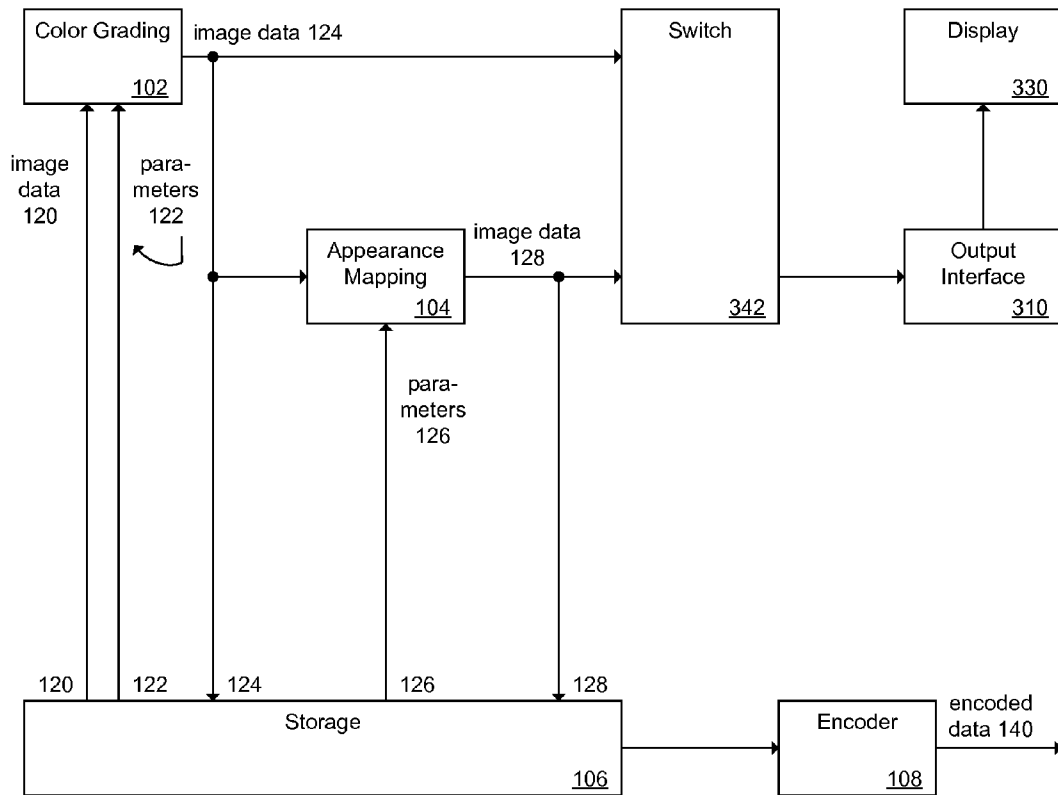 Color Grading
102
image data 124
Switch
342
Display
330
image
data
120
para-
meters
122
Appearance
Mapping
104
image data
128
Output
Interface
310
para-
meters
126
120
122
124
126
128
Storage
106
Encoder
108
encoded
data 140